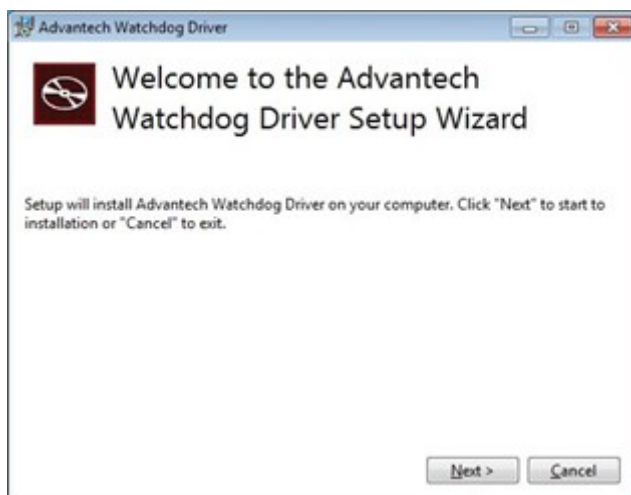 Advantech Watchdog Driver
Welcome to the Advantech
Watchdog Driver Setup Wizard
Setup will install Advantech Watchdog Driver on your computer. Click "Next" to start to
installation or "Cancel" to exit.
Next >
Cancel